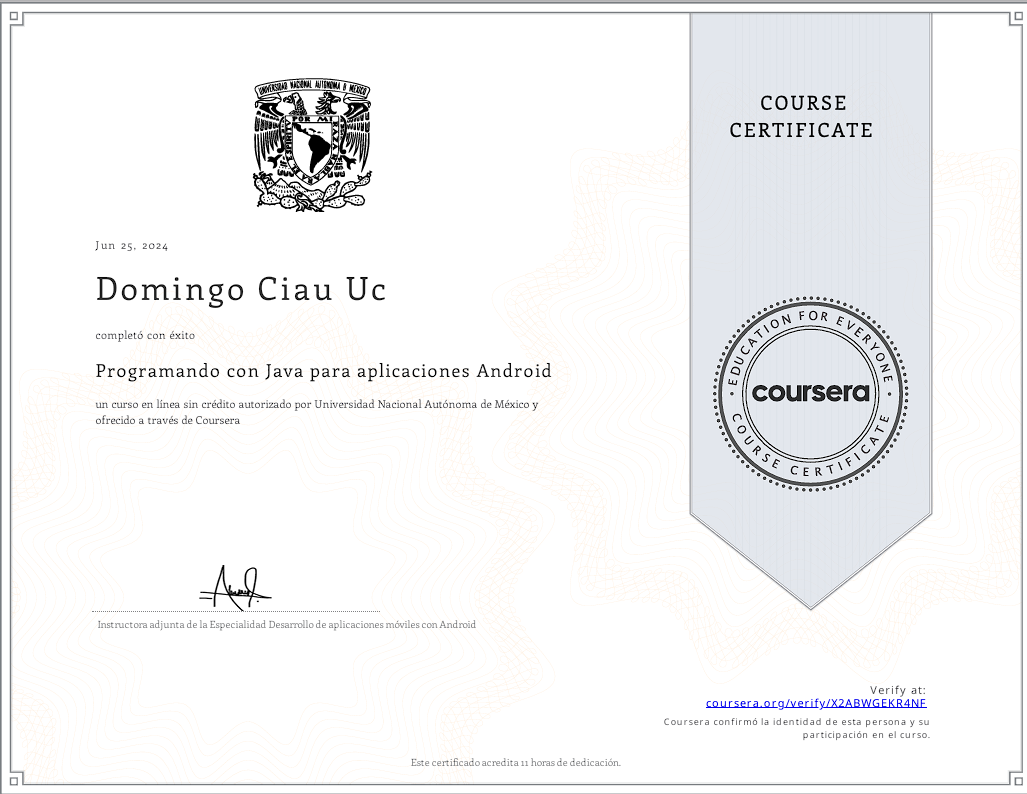 UNIVERSIDAD NACIONAL AUTÓNOMA D MEXICO
POR MI RAZA HABLARA EL ESPIRITU
COURSE
CERTIFICATE
Jun 25, 2024
Domingo Ciau Uc
completó con éxito
Programando con Java para aplicaciones Android
un curso en línea sin crédito autorizado por Universidad Nacional Autónoma de México y
ofrecido a través de Coursera
EDUCATION FOR EVERYONE
coursera
COURSE CERTIFICATE
Instructora adjunta de la Especialidad Desarrollo de aplicaciones móviles con Android
Verify at:
coursera.org/verify/X2ABWGEKR4NF
Coursera confirmó la identidad de esta persona y su
participación en el curso.
Este certificado acredita 11 horas de dedicación.